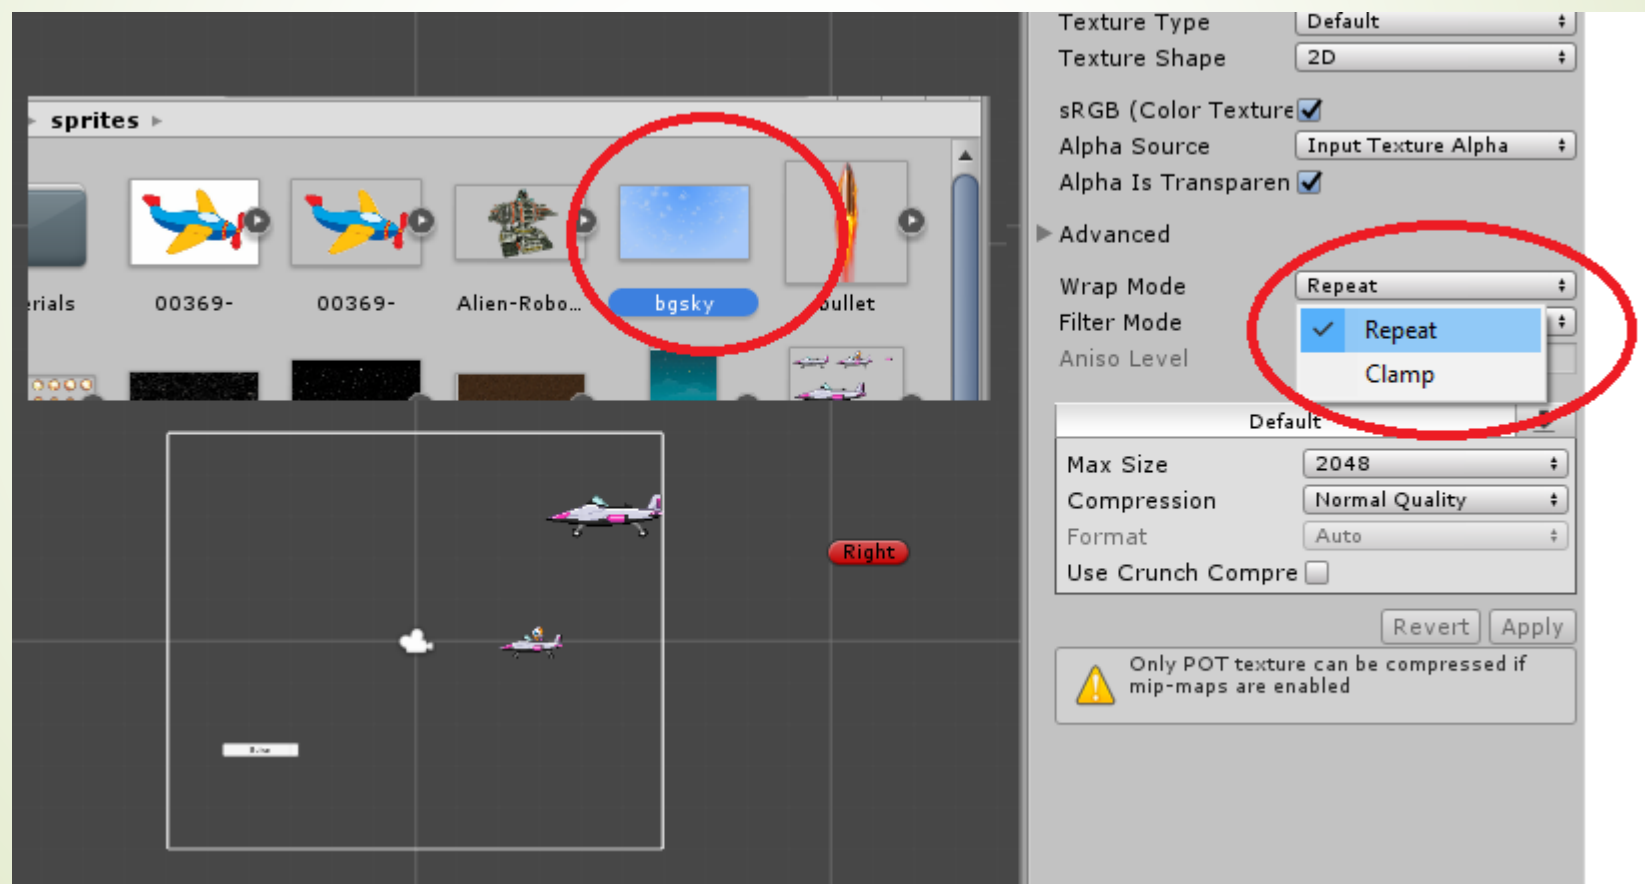 sprites
erials
00369-
00369-
Alien-Robo...
bgsky
bullet
Right
Texture Type
Default
Texture Shape
2D
sRGB (Color Texture
Alpha Source
Input Texture Alpha
Alpha Is Transparen
Advanced
Wrap Mode
Repeat
Filter Mode
Repeat
Aniso Level
Clamp
Default
Max Size
2048
Compression
Normal Quality
Format
Auto
Use Crunch Compre
Revert
Apply
Only POT texture can be compressed if
mip-maps are enabled